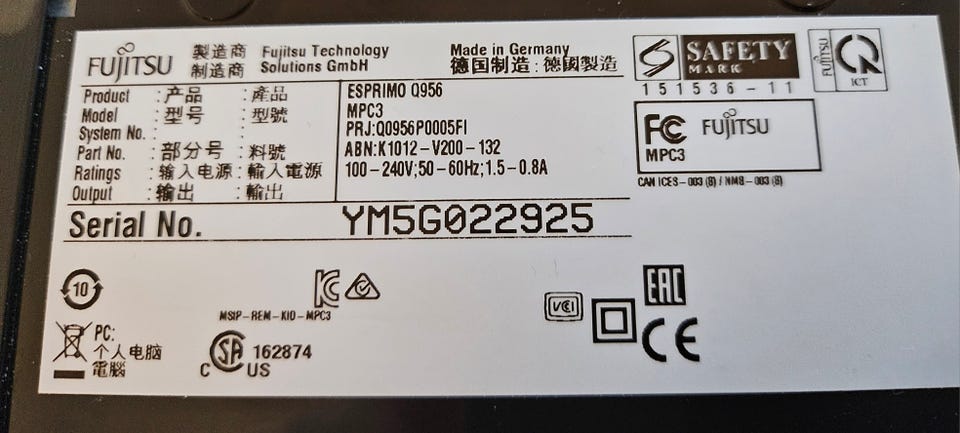 FUJITSU 製造商 制造商 Fujitsu Technology Solutions GmbH
Made in Germany
德国制造:德國製造
SAFETY MARK
151536-11
FUJITSU ICT
Product :产品 :產品 ESPRIMO Q956
Model :型号 :型號 MPC3
System No. : PRJ:Q0956P0005FI
Part No. :部分号 :料號 ABN:K1012-V200-132
Ratings :输入电源:輸入電源 100-240V;50-60Hz;1.5-0.8A
Output :输出 :輸出
FC FUJITSU
MPC3
CAN ICES-003 (B) / NMB-003 (B)
Serial No. YM5G022925
10
KC
MSIP-REM-KIO-MPC3
VCCI
EAC
CE
PC:
个人电脑
電腦
C SA US 162874